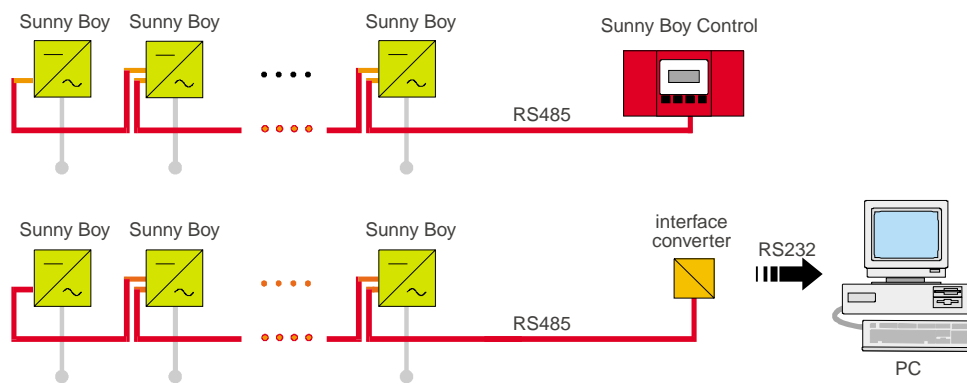 Sunny Boy
Sunny Boy
Sunny Boy
Sunny Boy Control
RS485
Sunny Boy
Sunny Boy
Sunny Boy
interface
converter
RS232
RS485
PC